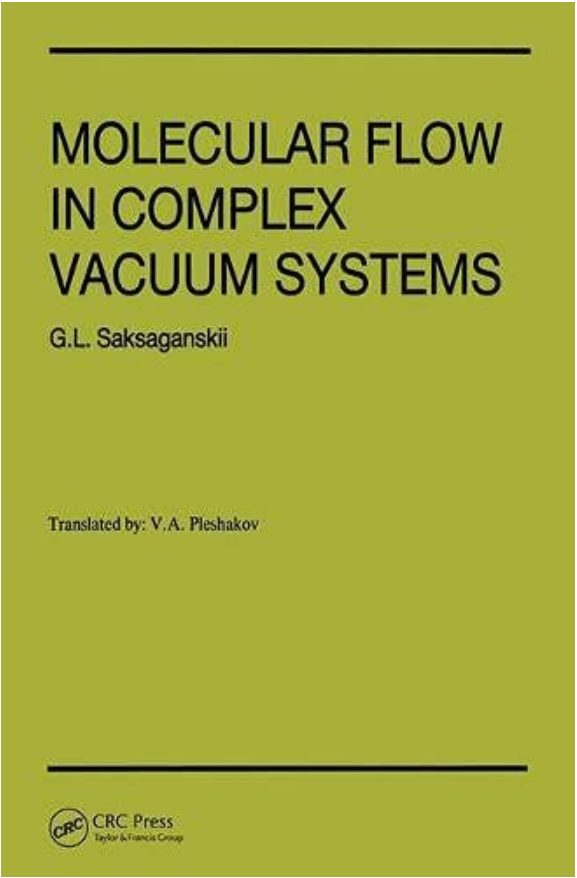 MOLECULAR FLOW
IN COMPLEX
VACUUM SYSTEMS
G.L. Saksaganskii
Translated by: V.A. Pleshakov
CRC CRC Press
Taylor & Francis Group